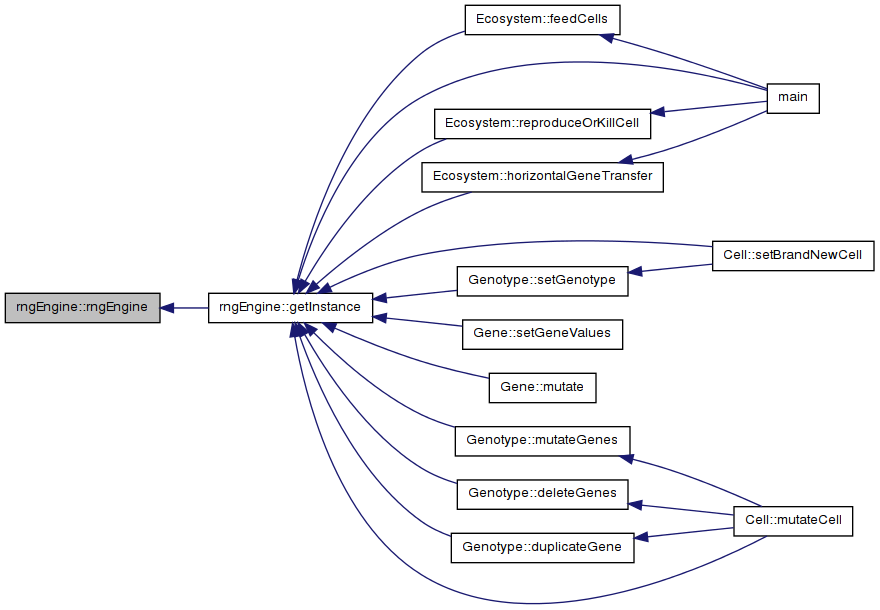 Ecosystem::feedCells
main
Ecosystem::reproduceOrKillCell
Ecosystem::horizontalGeneTransfer
Cell::setBrandNewCell
Genotype::setGenotype
rngEngine::rngEngine
rngEngine::getInstance
Gene::setGeneValues
Gene::mutate
Genotype::mutateGenes
Genotype::deleteGenes
Cell::mutateCell
Genotype::duplicateGene